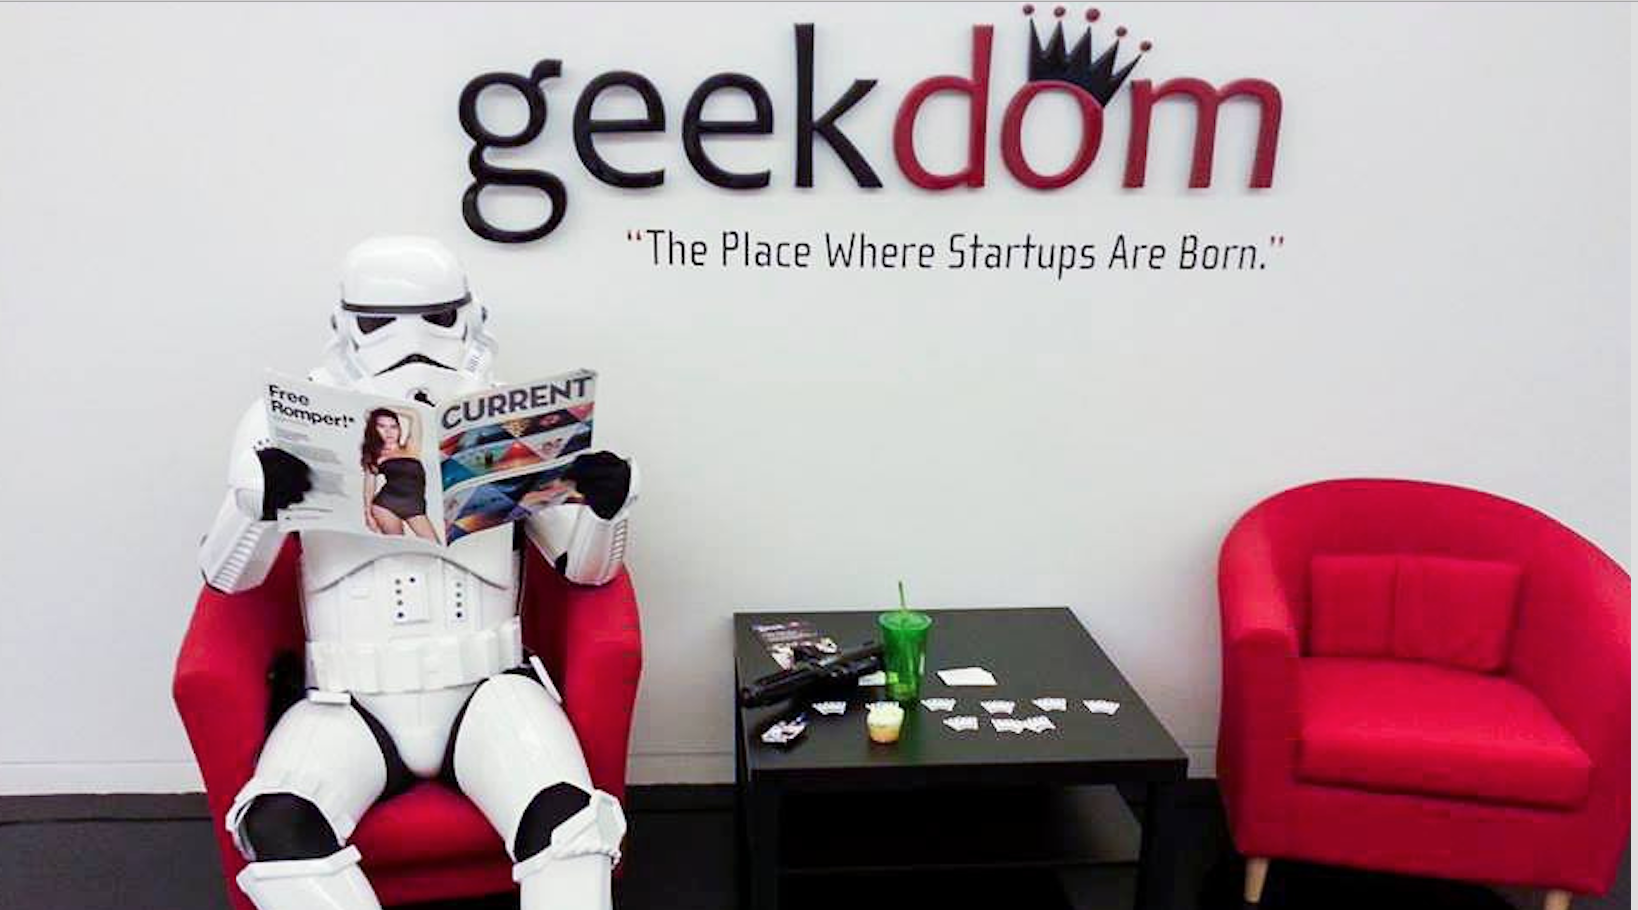 geekdom
“The Place Where Startups Are Born.”
Free
Romper!*
CURRENT